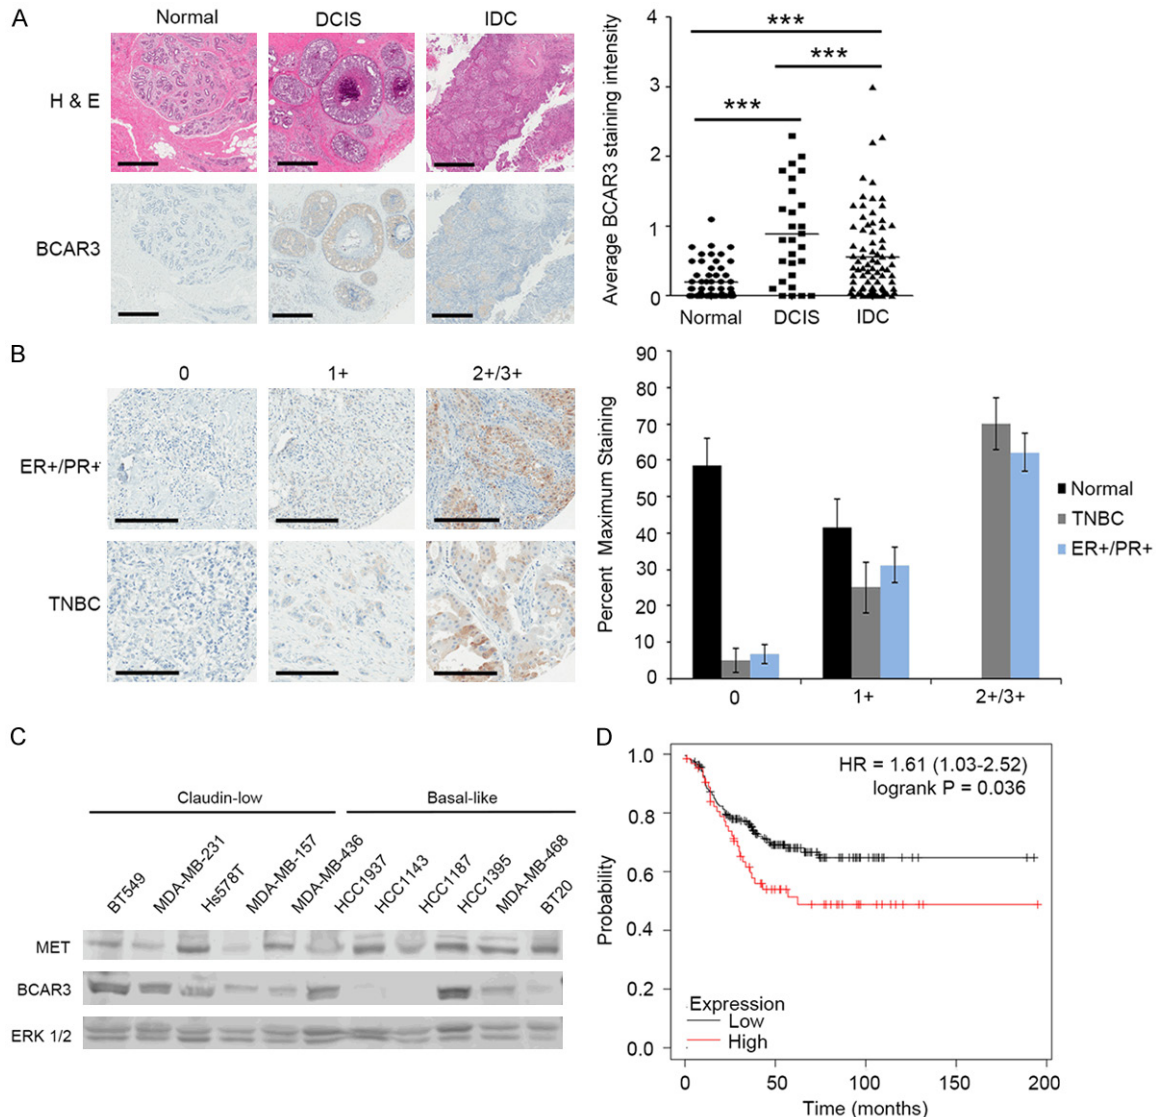 A
Normal DCIS IDC
H & E
BCAR3
Average BCAR3 staining intensity
4
3
2
1
0
***
***
***
Normal DCIS IDC
B
0 1+ 2+/3+
ER+/PR+
TNBC
Percent Maximum Staining
90
80
70
60
50
40
30
20
10
0
0 1+ 2+/3+
Normal
TNBC
ER+/PR+
C
Claudin-low Basal-like
BT549 MDA-MB-231 Hs578T MDA-MB-157 MDA-MB-436 HCC1937 HCC1143 HCC1187 HCC1395 MDA-MB-468 BT20
MET
BCAR3
ERK 1/2
D
Probability
1.0
0.8
0.6
0.4
0.2
0.0
HR = 1.61 (1.03-2.52)
logrank P = 0.036
Expression
Low
High
0 50 100 150 200
Time (months)